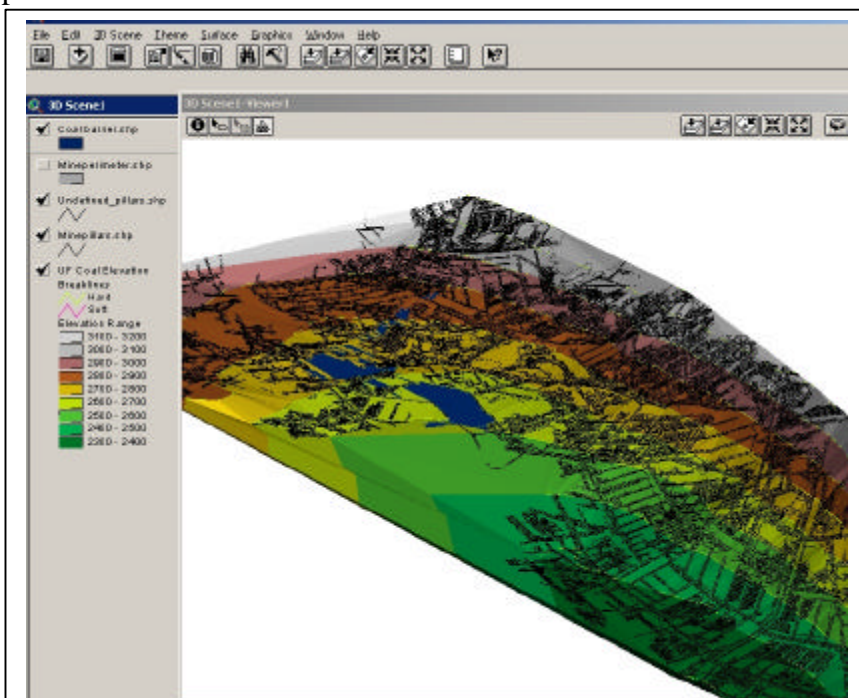 File Edit 3D Scene Theme Surface Graphics Window Help
3D Scene1
3D Scene1-Viewer1
Coalbarrier.shp
Mineperimeter.shp
Undefined_pillars.shp
Minepillars.shp
UF Coal Elevation
Breaklines
Hard
Soft
Elevation Range
3100 - 3200
3000 - 3100
2900 - 3000
2800 - 2900
2700 - 2800
2600 - 2700
2500 - 2600
2400 - 2500
2300 - 2400